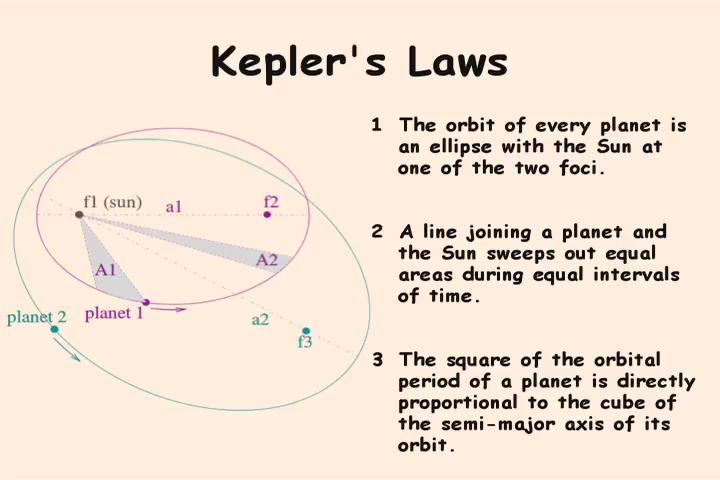 Kepler's Laws
1 The orbit of every planet is
an ellipse with the Sun at
one of the two foci.
2 A line joining a planet and
the Sun sweeps out equal
areas during equal intervals
of time.
3 The square of the orbital
period of a planet is directly
proportional to the cube of
the semi-major axis of its
orbit.
f1 (sun)
a1
f2
A1
A2
planet 1
planet 2
a2
f3